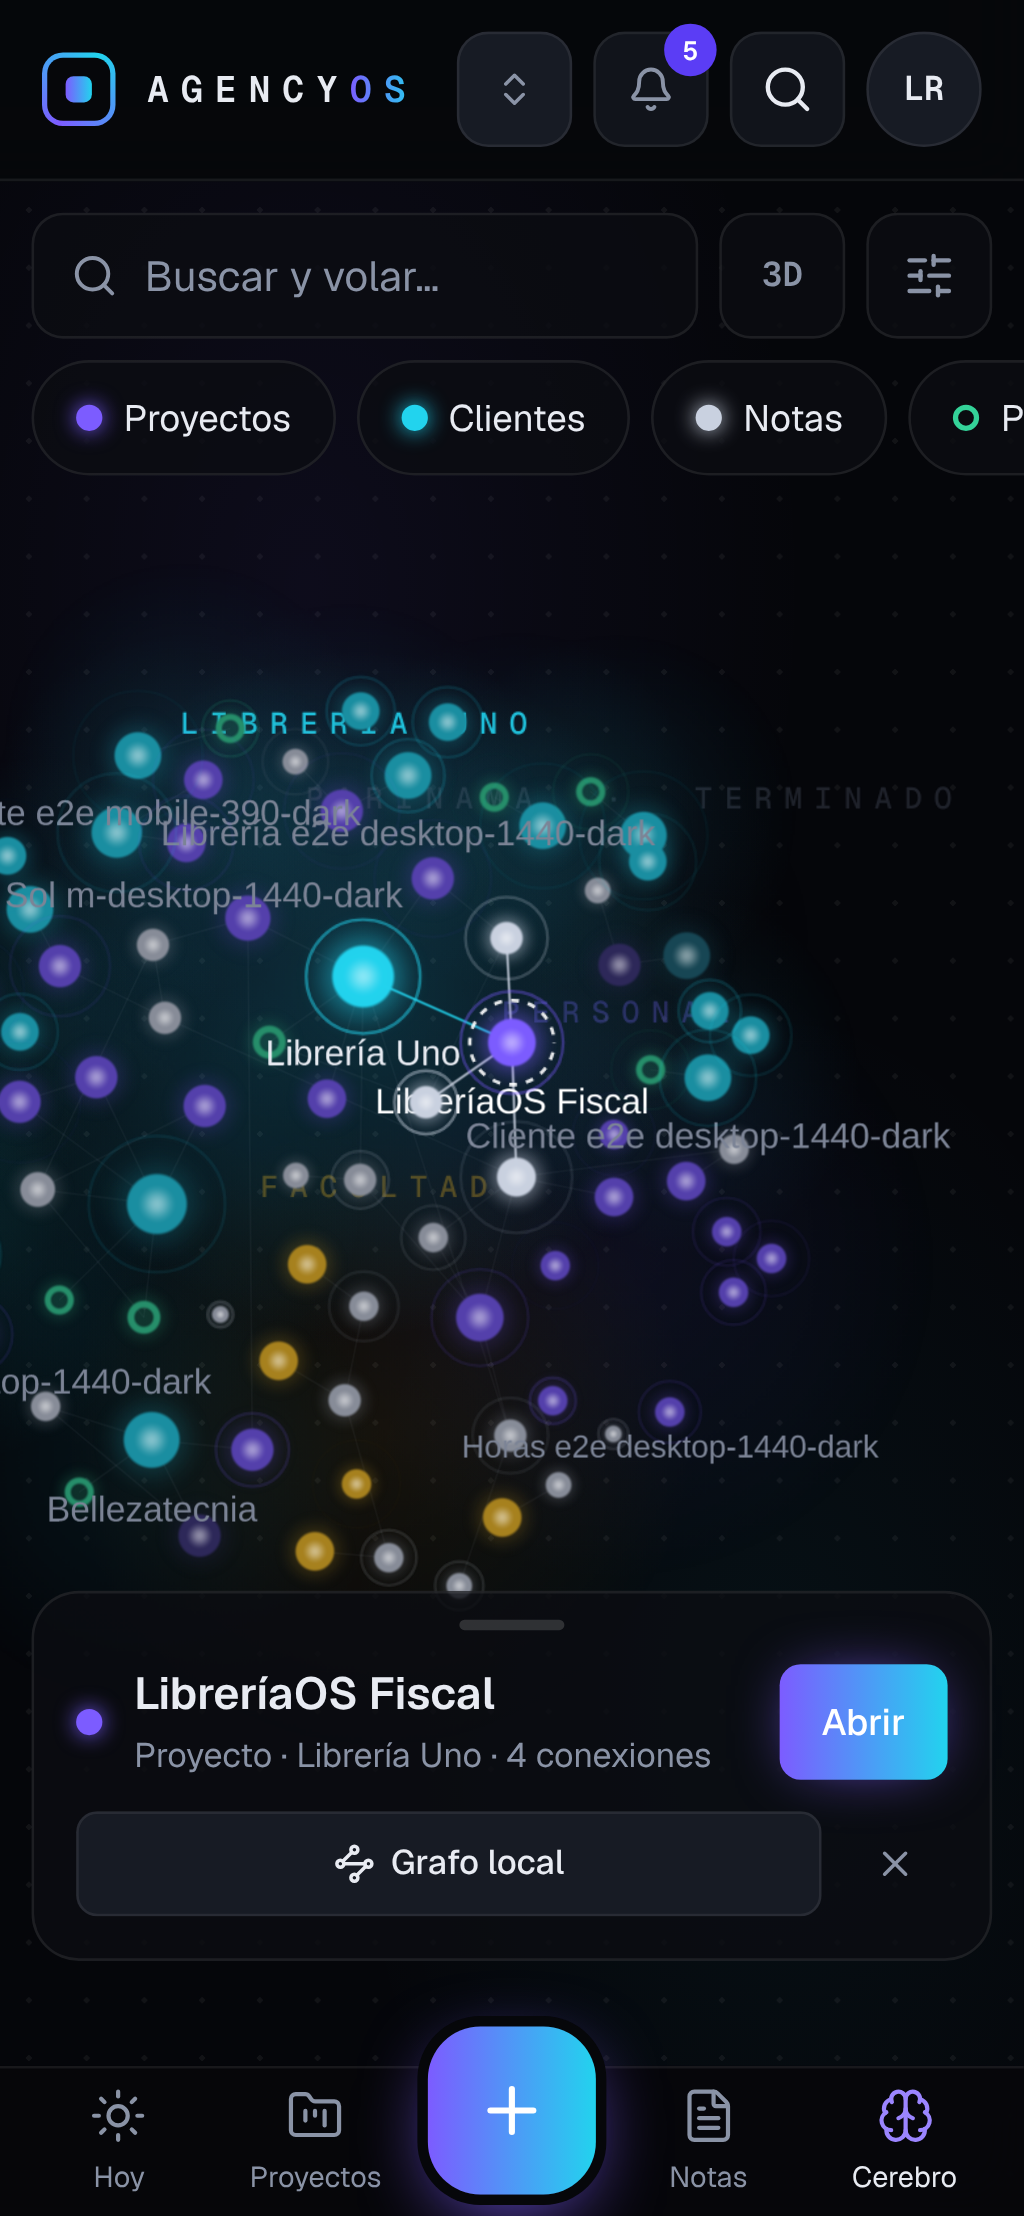 AGENCYOS
5
LR
Buscar y volar...
3D
Proyectos
Clientes
Notas
P
LIBRERIA UNO
TERMINADO
te e2e mobile-390-dark
Librería e2e desktop-1440-dark
Sol m-desktop-1440-dark
PERSONA
Librería Uno
LibreríaOS Fiscal
Cliente e2e desktop-1440-dark
FACULTAD
op-1440-dark
Horas e2e desktop-1440-dark
Bellezatecnia
LibreríaOS Fiscal
Abrir
Proyecto · Librería Uno · 4 conexiones
Grafo local
Hoy
Proyectos
Notas
Cerebro